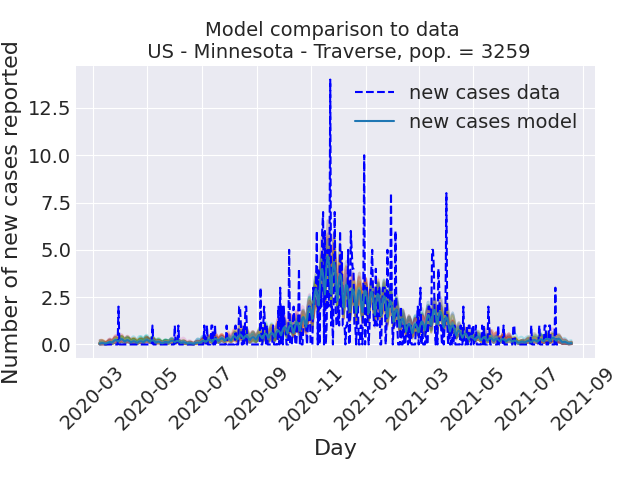 Model comparison to data
US - Minnesota - Traverse, pop. = 3259
Number of new cases reported
12.5
10.0
7.5
5.0
2.5
0.0
new cases data
new cases model
2020-03
2020-05
2020-07
2020-09
2020-11
2021-01
2021-03
2021-05
2021-07
2021-09
Day